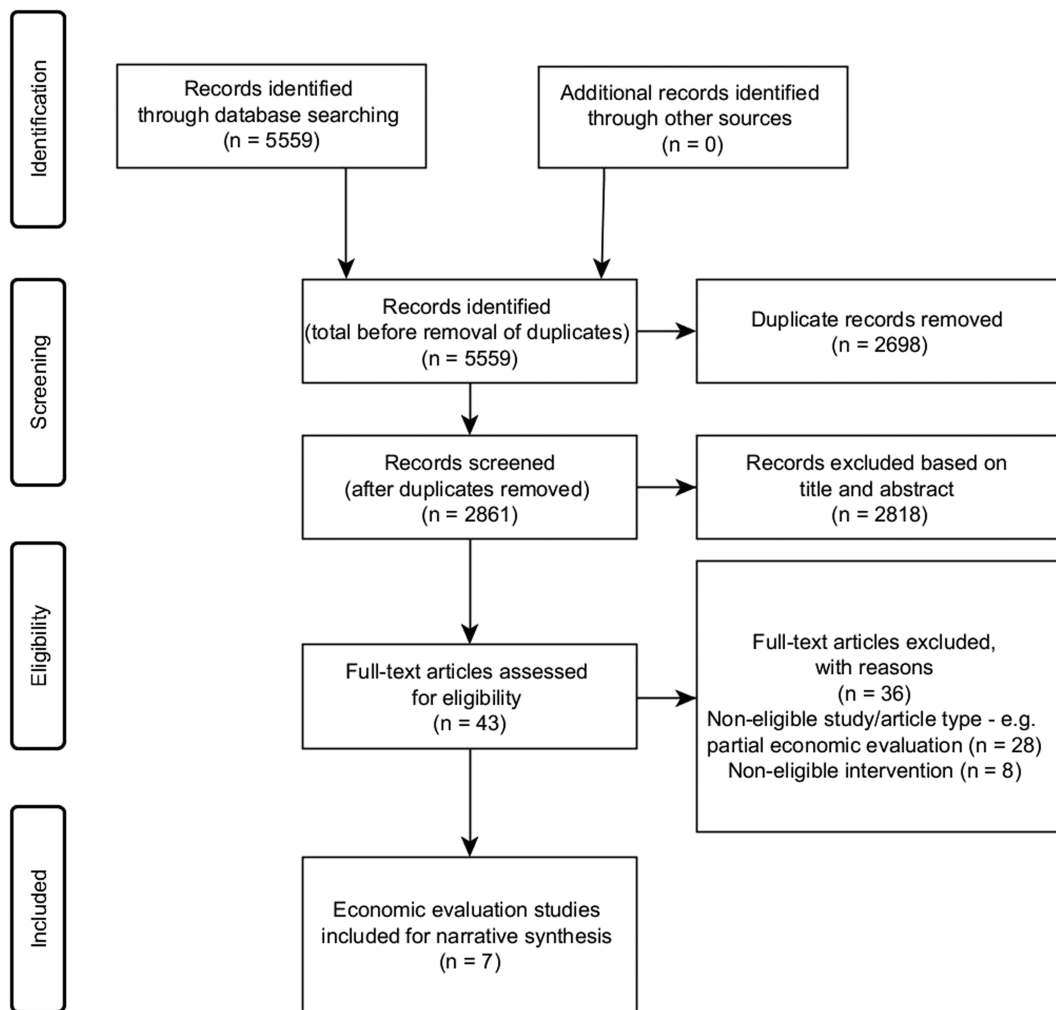 Identification
Records identified
through database searching
(n = 5559)
Additional records identified
through other sources
(n = 0)
Screening
Records identified
(total before removal of duplicates)
(n = 5559)
Duplicate records removed
(n = 2698)
Records screened
(after duplicates removed)
(n = 2861)
Records excluded based on
title and abstract
(n = 2818)
Eligibility
Full-text articles assessed
for eligibility
(n = 43)
Full-text articles excluded,
with reasons
(n = 36)
Non-eligible study/article type - e.g.
partial economic evaluation (n = 28)
Non-eligible intervention (n = 8)
Included
Economic evaluation studies
included for narrative synthesis
(n = 7)